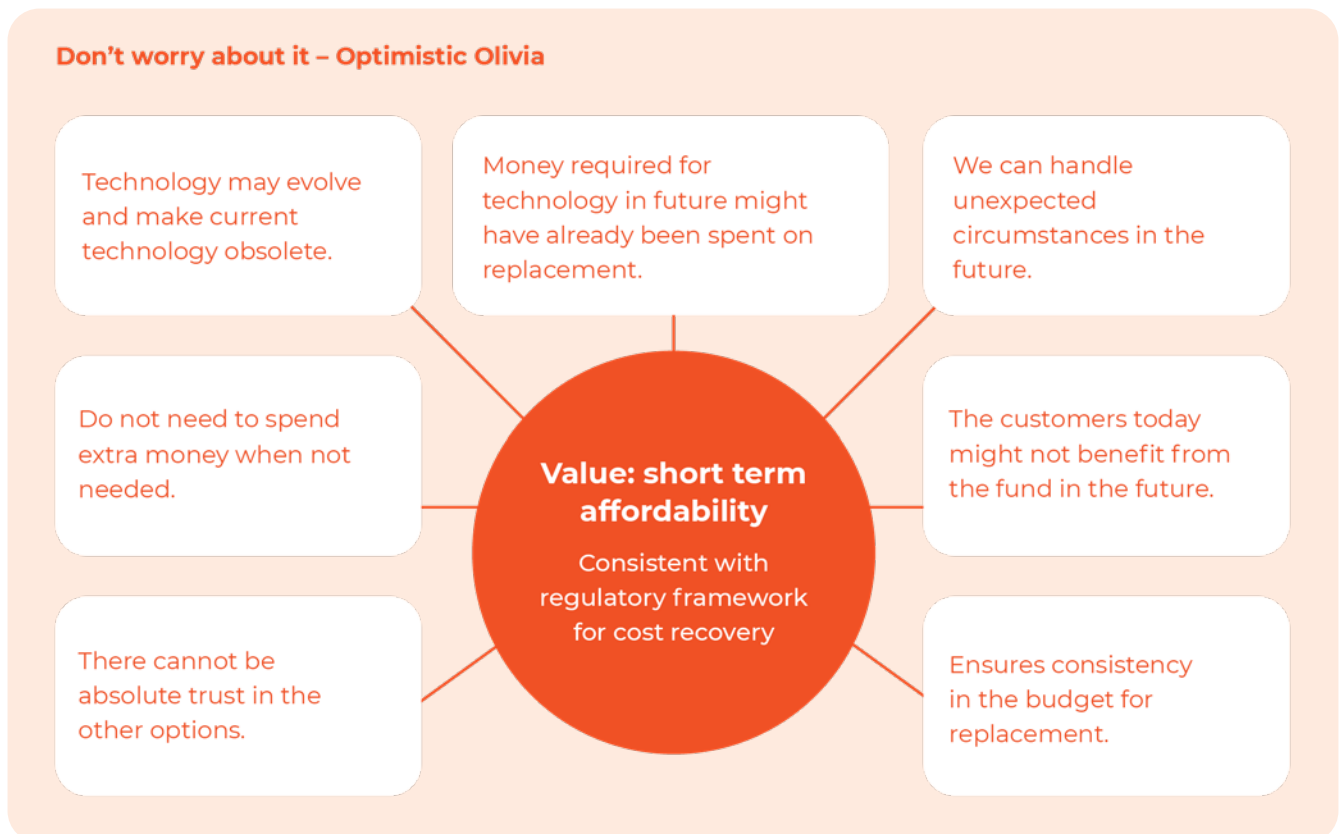 Don’t worry about it – Optimistic Olivia
Technology may evolve
and make current
technology obsolete.
Money required for
technology in future might
have already been spent on
replacement.
We can handle
unexpected
circumstances in the
future.
Do not need to spend
extra money when not
needed.
Value: short term
affordability
Consistent with
regulatory framework
for cost recovery
The customers today
might not benefit from
the fund in the future.
There cannot be
absolute trust in the
other options.
Ensures consistency
in the budget for
replacement.